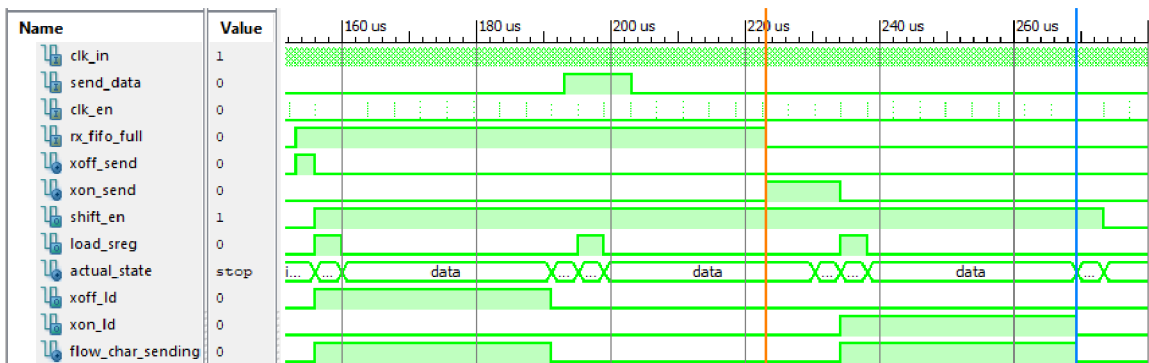 Name Value 160 us 180 us 200 us 220 us 240 us 260 us
clk_in 1
send_data 0
clk_en 0
rx_fifo_full 0
xoff_send 0
xon_send 0
shift_en 1
load_sreg 0
actual_state stop i... ... data ... ... data ... ... data ...
xoff_ld 0
xon_ld 0
flow_char_sending 0